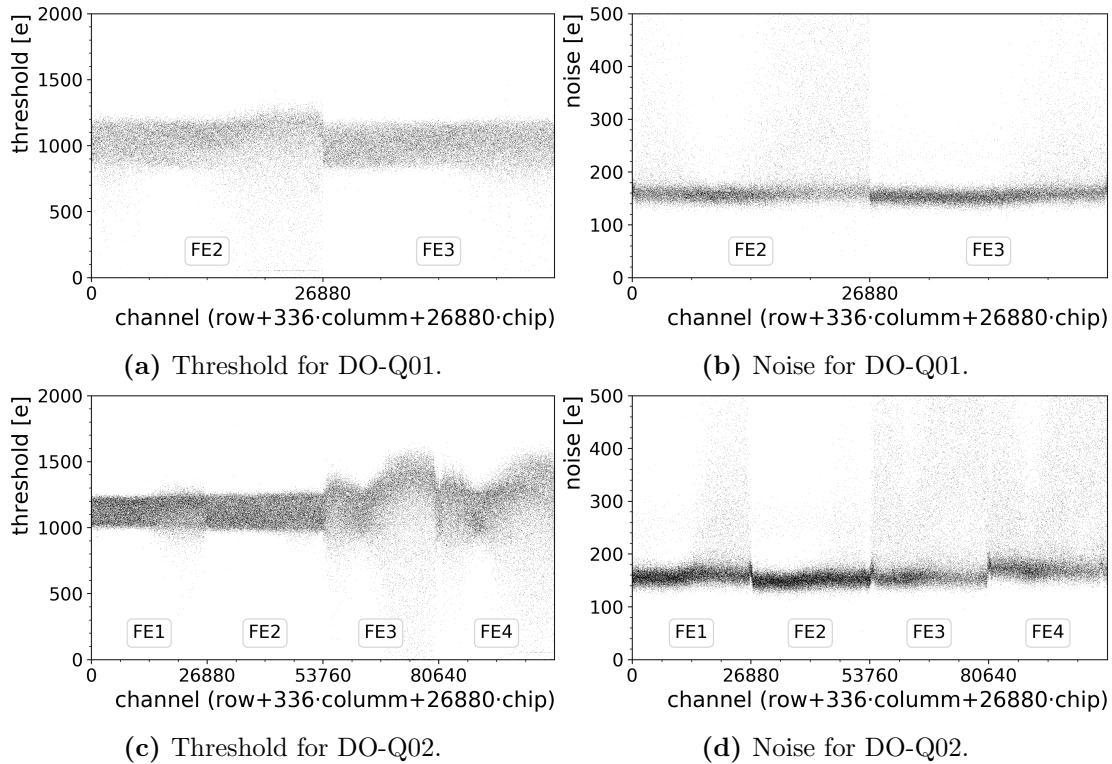 threshold [e]
2000
1500
1000
500
0
FE2
FE3
0
26880
channel (row+336·columm+26880·chip)
noise [e]
500
400
300
200
100
0
FE2
FE3
0
26880
channel (row+336·columm+26880·chip)
(a) Threshold for DO-Q01.
(b) Noise for DO-Q01.
threshold [e]
2000
1500
1000
500
0
FE1
FE2
FE3
FE4
0
26880
53760
80640
channel (row+336·columm+26880·chip)
noise [e]
500
400
300
200
100
0
FE1
FE2
FE3
FE4
0
26880
53760
80640
channel (row+336·columm+26880·chip)
(c) Threshold for DO-Q02.
(d) Noise for DO-Q02.